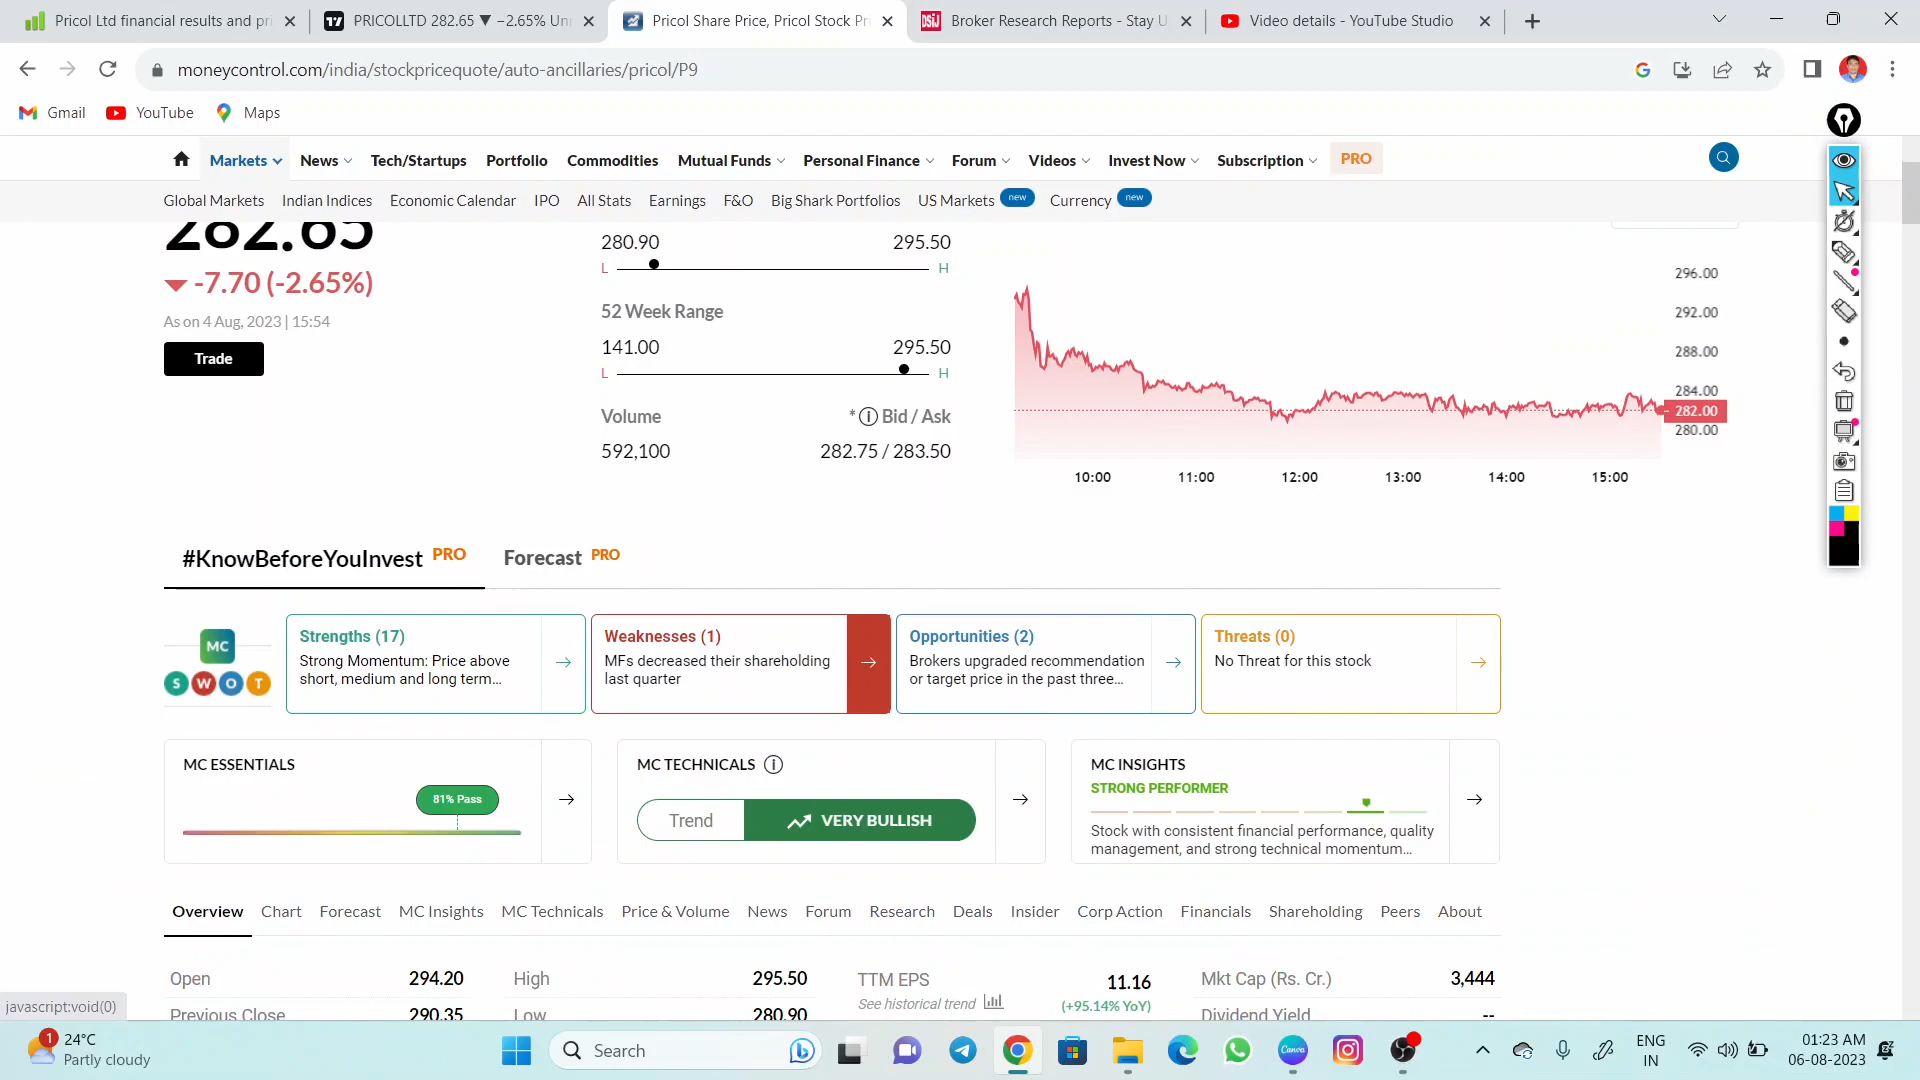 Pricol Ltd financial results and pri
PRICOLLTD 282.65 ▼ −2.65% Un
Pricol Share Price, Pricol Stock Pr
DSIJ
Broker Research Reports - Stay U
Video details - YouTube Studio
moneycontrol.com/india/stockpricequote/auto-ancillaries/pricol/P9
Gmail YouTube Maps
Markets News Tech/Startups Portfolio Commodities Mutual Funds Personal Finance Forum Videos Invest Now Subscription PRO
Global Markets Indian Indices Economic Calendar IPO All Stats Earnings F&O Big Shark Portfolios US Markets new Currency new
282.65
-7.70 (-2.65%)
As on 4 Aug, 2023 | 15:54
Trade
280.90 295.50
L H
52 Week Range
141.00 295.50
L H
Volume * Bid / Ask
592,100 282.75 / 283.50
296.00
292.00
288.00
284.00
282.00
280.00
10:00 11:00 12:00 13:00 14:00 15:00
#KnowBeforeYouInvest PRO Forecast PRO
MC
S W O T
Strengths (17)
Strong Momentum: Price above
short, medium and long term...
Weaknesses (1)
MFs decreased their shareholding
last quarter
Opportunities (2)
Brokers upgraded recommendation
or target price in the past three...
Threats (0)
No Threat for this stock
MC ESSENTIALS
81% Pass
MC TECHNICALS
Trend VERY BULLISH
MC INSIGHTS
STRONG PERFORMER
Stock with consistent financial performance, quality
management, and strong technical momentum...
Overview Chart Forecast MC Insights MC Technicals Price & Volume News Forum Research Deals Insider Corp Action Financials Shareholding Peers About
Open 294.20 High 295.50 TTM EPS 11.16 Mkt Cap (Rs. Cr.) 3,444
See historical trend (+95.14% YoY)
Previous Close 290.35 Low 280.90 Dividend Yield --
javascript:void(0)
1
24°C
Partly cloudy
Search
Canva
ENG
IN
01:23 AM
06-08-2023